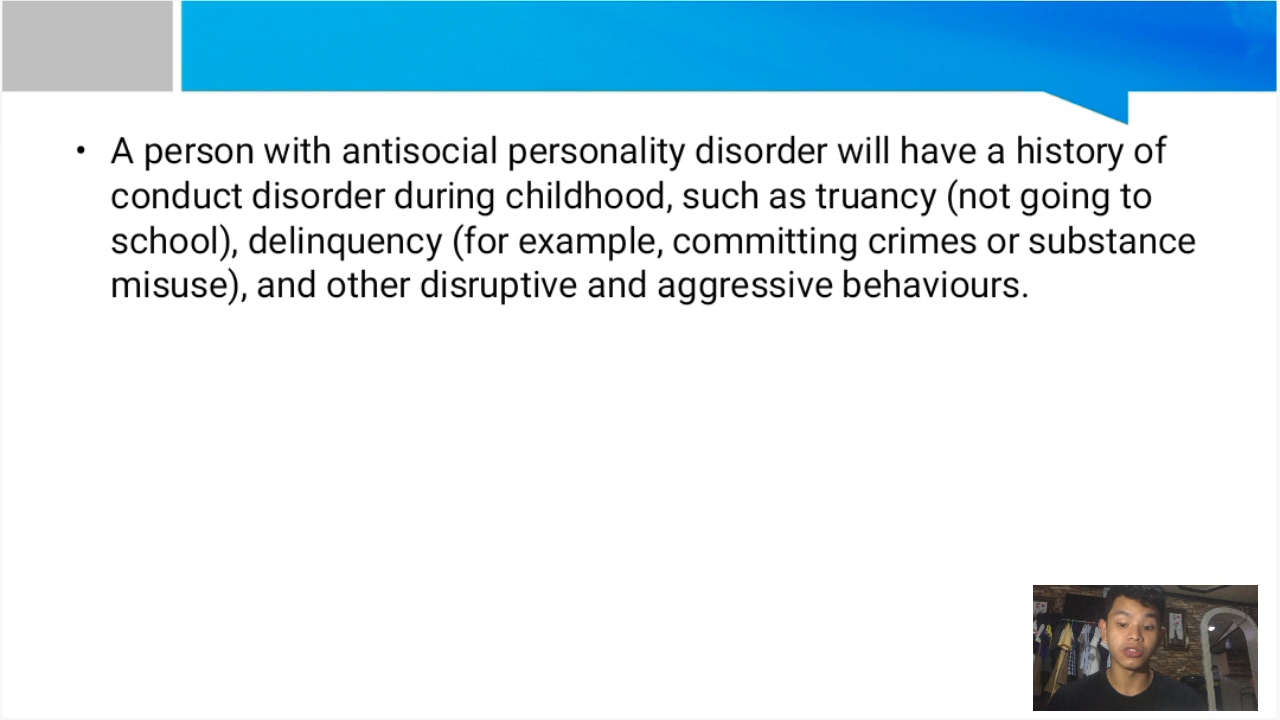 • A person with antisocial personality disorder will have a history of
conduct disorder during childhood, such as truancy (not going to
school), delinquency (for example, committing crimes or substance
misuse), and other disruptive and aggressive behaviours.